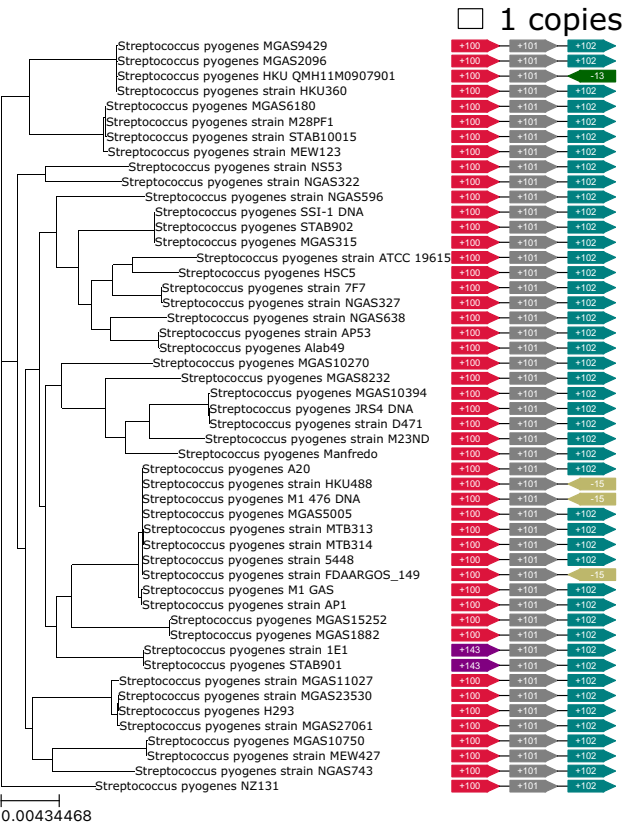 1 copies
Streptococcus pyogenes MGAS9429 +100 +101 +102
Streptococcus pyogenes MGAS2096 +100 +101 +102
Streptococcus pyogenes HKU QMH11M0907901 +100 +101 -13
Streptococcus pyogenes strain HKU360 +100 +101 +102
Streptococcus pyogenes MGAS6180 +100 +101 +102
Streptococcus pyogenes strain M28PF1 +100 +101 +102
Streptococcus pyogenes strain STAB10015 +100 +101 +102
Streptococcus pyogenes strain MEW123 +100 +101 +102
Streptococcus pyogenes strain NS53 +100 +101 +102
Streptococcus pyogenes strain NGAS322 +100 +101 +102
Streptococcus pyogenes strain NGAS596 +100 +101 +102
Streptococcus pyogenes SSI-1 DNA +100 +101 +102
Streptococcus pyogenes STAB902 +100 +101 +102
Streptococcus pyogenes MGAS315 +100 +101 +102
Streptococcus pyogenes strain ATCC 19615 +100 +101 +102
Streptococcus pyogenes HSC5 +100 +101 +102
Streptococcus pyogenes strain 7F7 +100 +101 +102
Streptococcus pyogenes strain NGAS327 +100 +101 +102
Streptococcus pyogenes strain NGAS638 +100 +101 +102
Streptococcus pyogenes strain AP53 +100 +101 +102
Streptococcus pyogenes Alab49 +100 +101 +102
Streptococcus pyogenes MGAS10270 +100 +101 +102
Streptococcus pyogenes MGAS8232 +100 +101 +102
Streptococcus pyogenes MGAS10394 +100 +101 +102
Streptococcus pyogenes JRS4 DNA +100 +101 +102
Streptococcus pyogenes strain D471 +100 +101 +102
Streptococcus pyogenes strain M23ND +100 +101 +102
Streptococcus pyogenes Manfredo +100 +101 +102
Streptococcus pyogenes A20 +100 +101 +102
Streptococcus pyogenes strain HKU488 +100 +101 -15
Streptococcus pyogenes M1 476 DNA +100 +101 -15
Streptococcus pyogenes MGAS5005 +100 +101 +102
Streptococcus pyogenes strain MTB313 +100 +101 +102
Streptococcus pyogenes strain MTB314 +100 +101 +102
Streptococcus pyogenes strain 5448 +100 +101 +102
Streptococcus pyogenes strain FDAARGOS_149 +100 +101 -15
Streptococcus pyogenes M1 GAS +100 +101 +102
Streptococcus pyogenes strain AP1 +100 +101 +102
Streptococcus pyogenes MGAS15252 +100 +101 +102
Streptococcus pyogenes MGAS1882 +100 +101 +102
Streptococcus pyogenes strain 1E1 +143 +101 +102
Streptococcus pyogenes STAB901 +143 +101 +102
Streptococcus pyogenes strain MGAS11027 +100 +101 +102
Streptococcus pyogenes strain MGAS23530 +100 +101 +102
Streptococcus pyogenes H293 +100 +101 +102
Streptococcus pyogenes strain MGAS27061 +100 +101 +102
Streptococcus pyogenes MGAS10750 +100 +101 +102
Streptococcus pyogenes strain MEW427 +100 +101 +102
Streptococcus pyogenes strain NGAS743 +100 +101 +102
Streptococcus pyogenes NZ131 +100 +101 +102
0.00434468